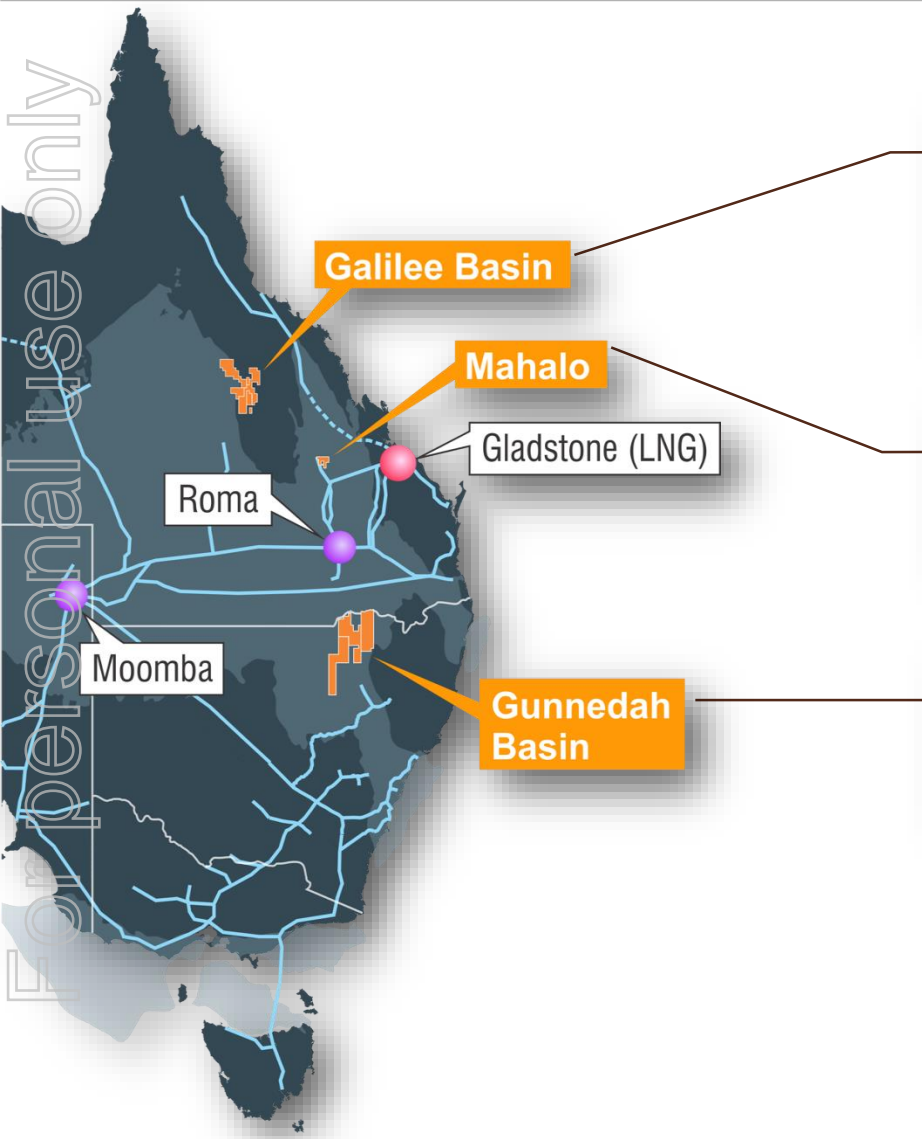 For personal use only
Galilee Basin
Mahalo
Gladstone (LNG)
Roma
Moomba
Gunnedah
Basin